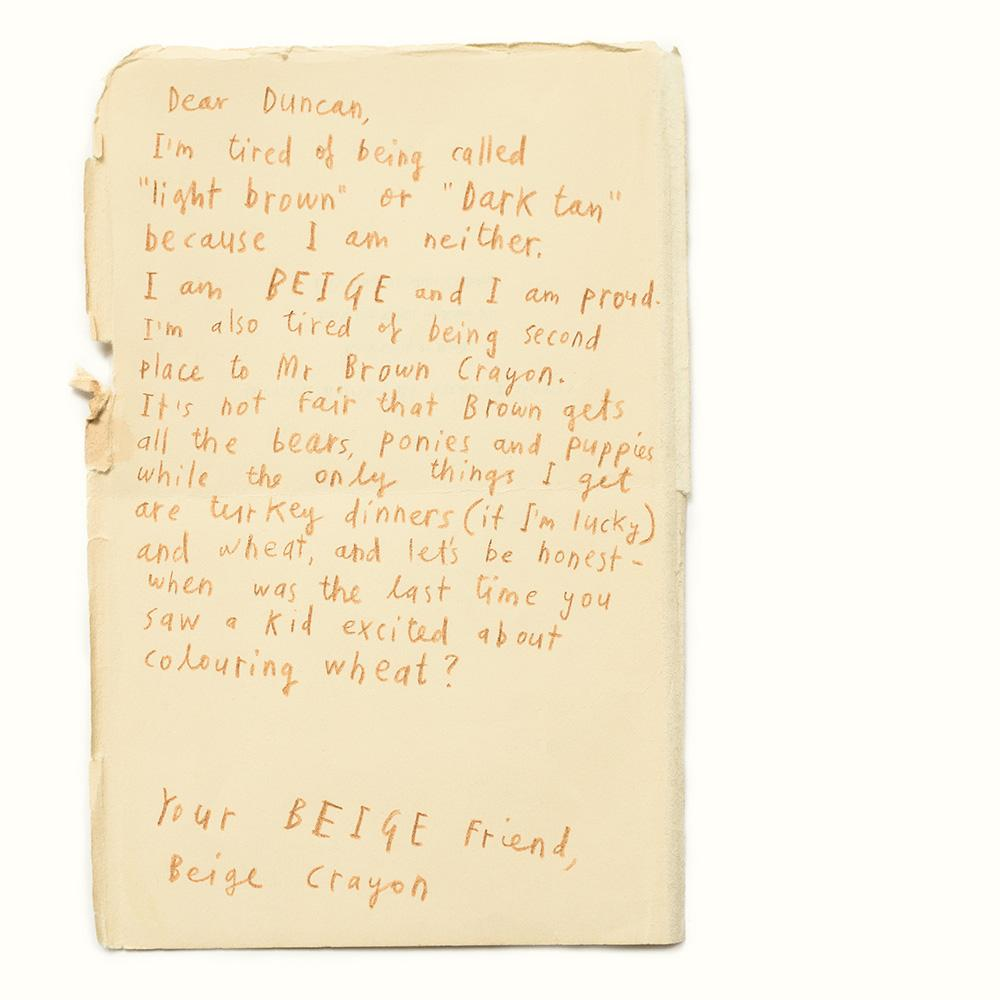 Dear Duncan,
I'm tired of being called
"light brown" or "Dark tan"
because I am neither.
I am BEIGE and I am proud.
I'm also tired of being second
place to Mr Brown Crayon.
It's not fair that Brown gets
all the bears, ponies and puppies
while the only things I get
are turkey dinners (if I'm lucky)
and wheat, and let's be honest-
when was the last time you
saw a kid excited about
colouring wheat?
Your BEIGE friend,
Beige Crayon